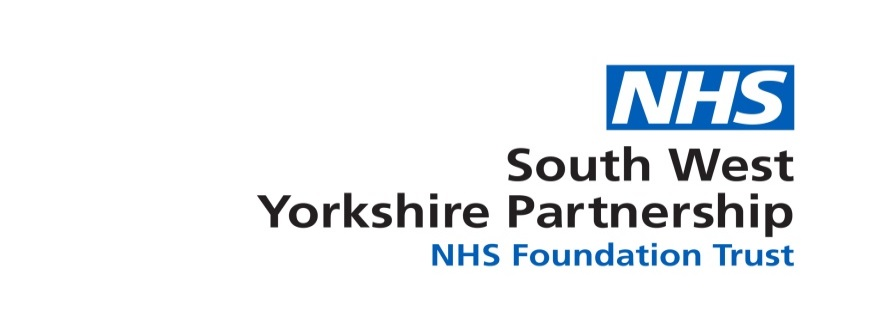 NHS
South West
Yorkshire Partnership
NHS Foundation Trust